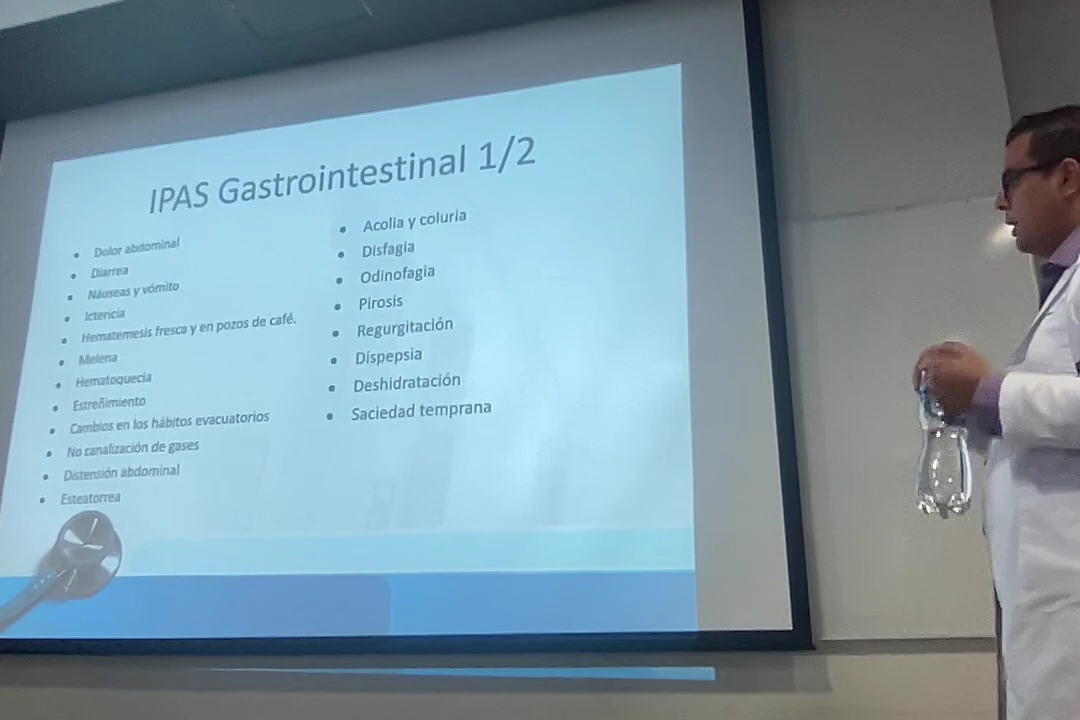 IPAS Gastrointestinal 1/2
Dolor abdominal
Diarrea
Náuseas y vómito
Ictericia
Hematemesis fresca y en pozos de café.
Melena
Hematoquecia
Estreñimiento
Cambios en los hábitos evacuatorios
No canalización de gases
Distensión abdominal
Esteatorrea
Acolia y coluria
Disfagia
Odinofagia
Pirosis
Regurgitación
Dispepsia
Deshidratación
Saciedad temprana